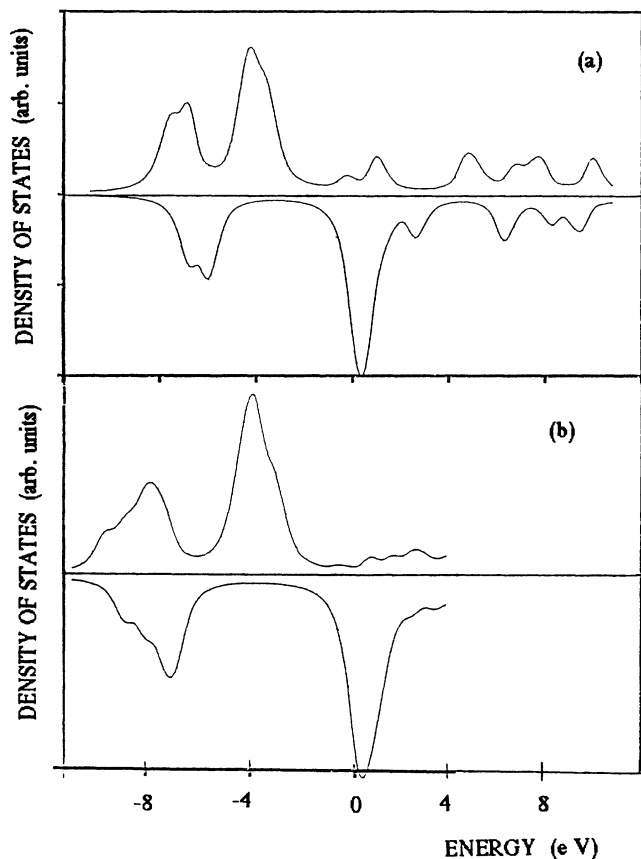 (a)
DENSITY OF STATES (arb. units)
(b)
DENSITY OF STATES (arb. units)
-8 -4 0 4 8
ENERGY (e V)